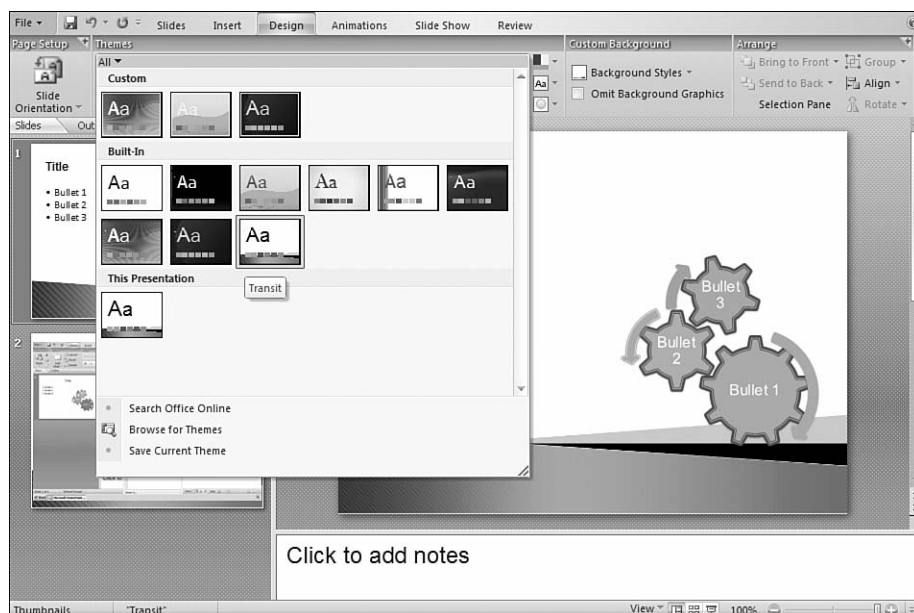 File
Slides Insert Design Animations Slide Show Review
Page Setup Themes Custom Background Arrange
All
Slide
Orientation
Background Styles
Omit Background Graphics
Bring to Front Group
Send to Back Align
Selection Pane Rotate
Slides Out
Custom
Aa Aa Aa
Built-In
Aa Aa Aa Aa Aa Aa
Aa Aa Aa
Transit
This Presentation
Aa
Search Office Online
Browse for Themes
Save Current Theme
1
Title
• Bullet 1
• Bullet 2
• Bullet 3
2
Bullet
3
Bullet
2
Bullet 1
Click to add notes
Thumbnails "Transit" View 100%